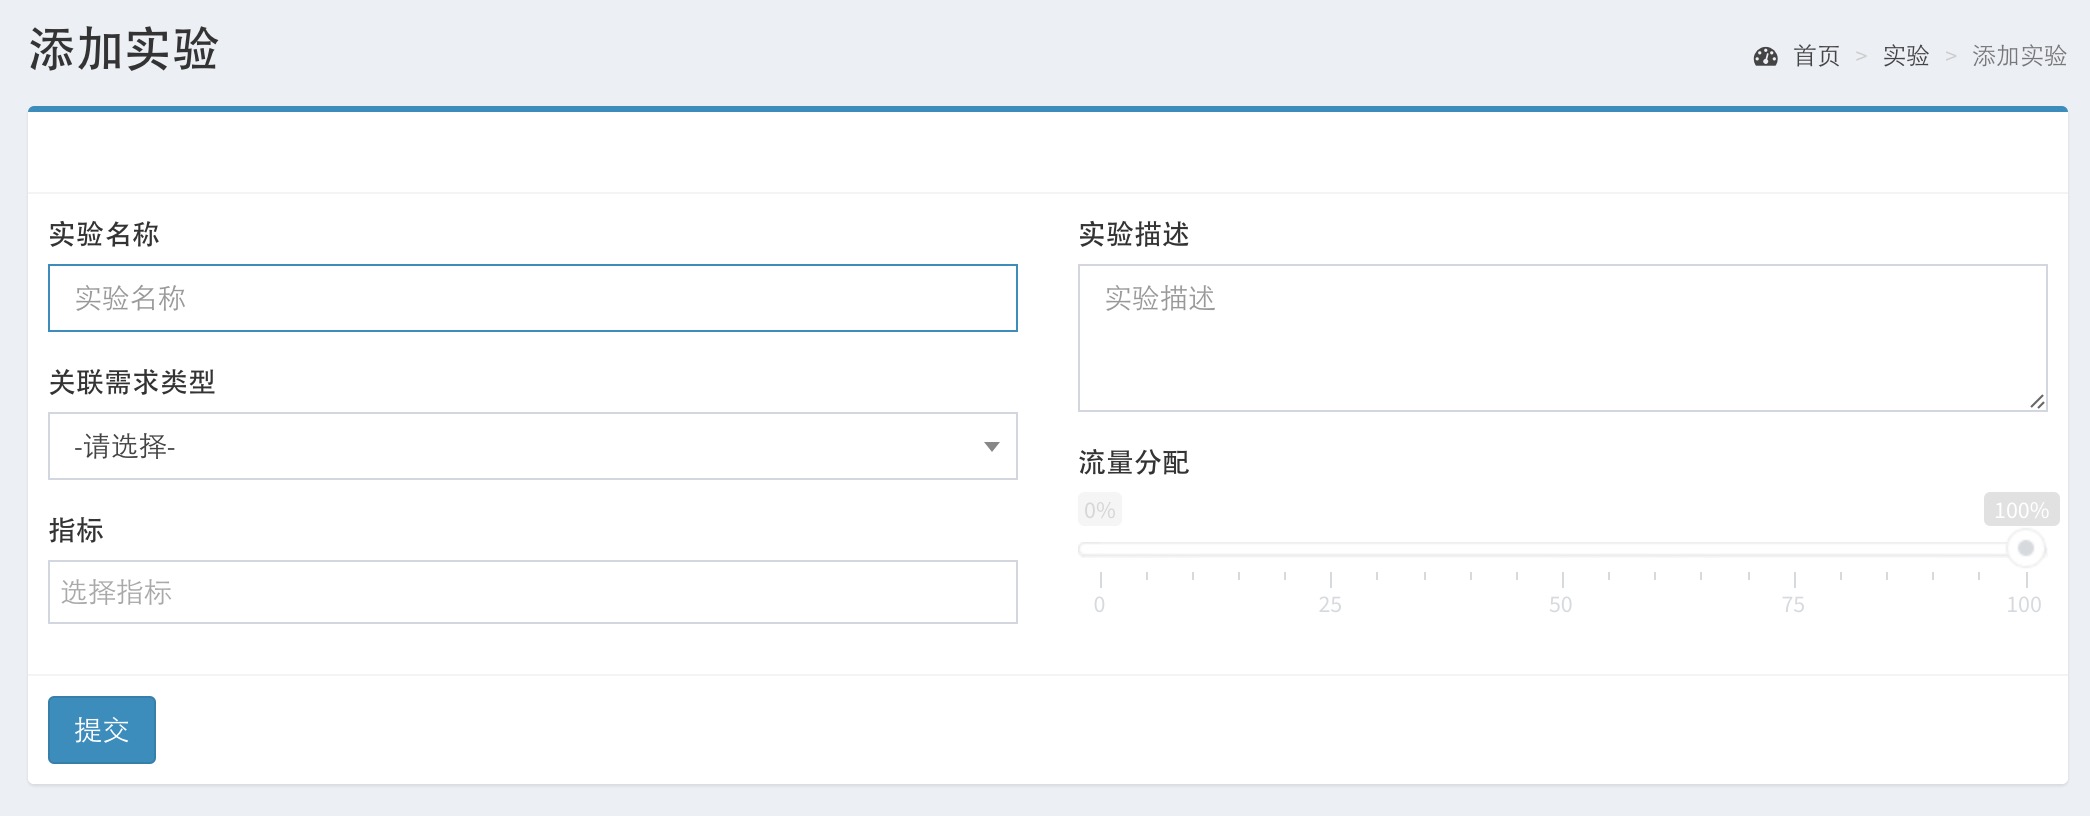 添加实验
首页 > 实验 > 添加实验
实验名称
实验名称
关联需求类型
-请选择-
指标
选择指标
实验描述
实验描述
流量分配
0% 100%
0 25 50 75 100
提交